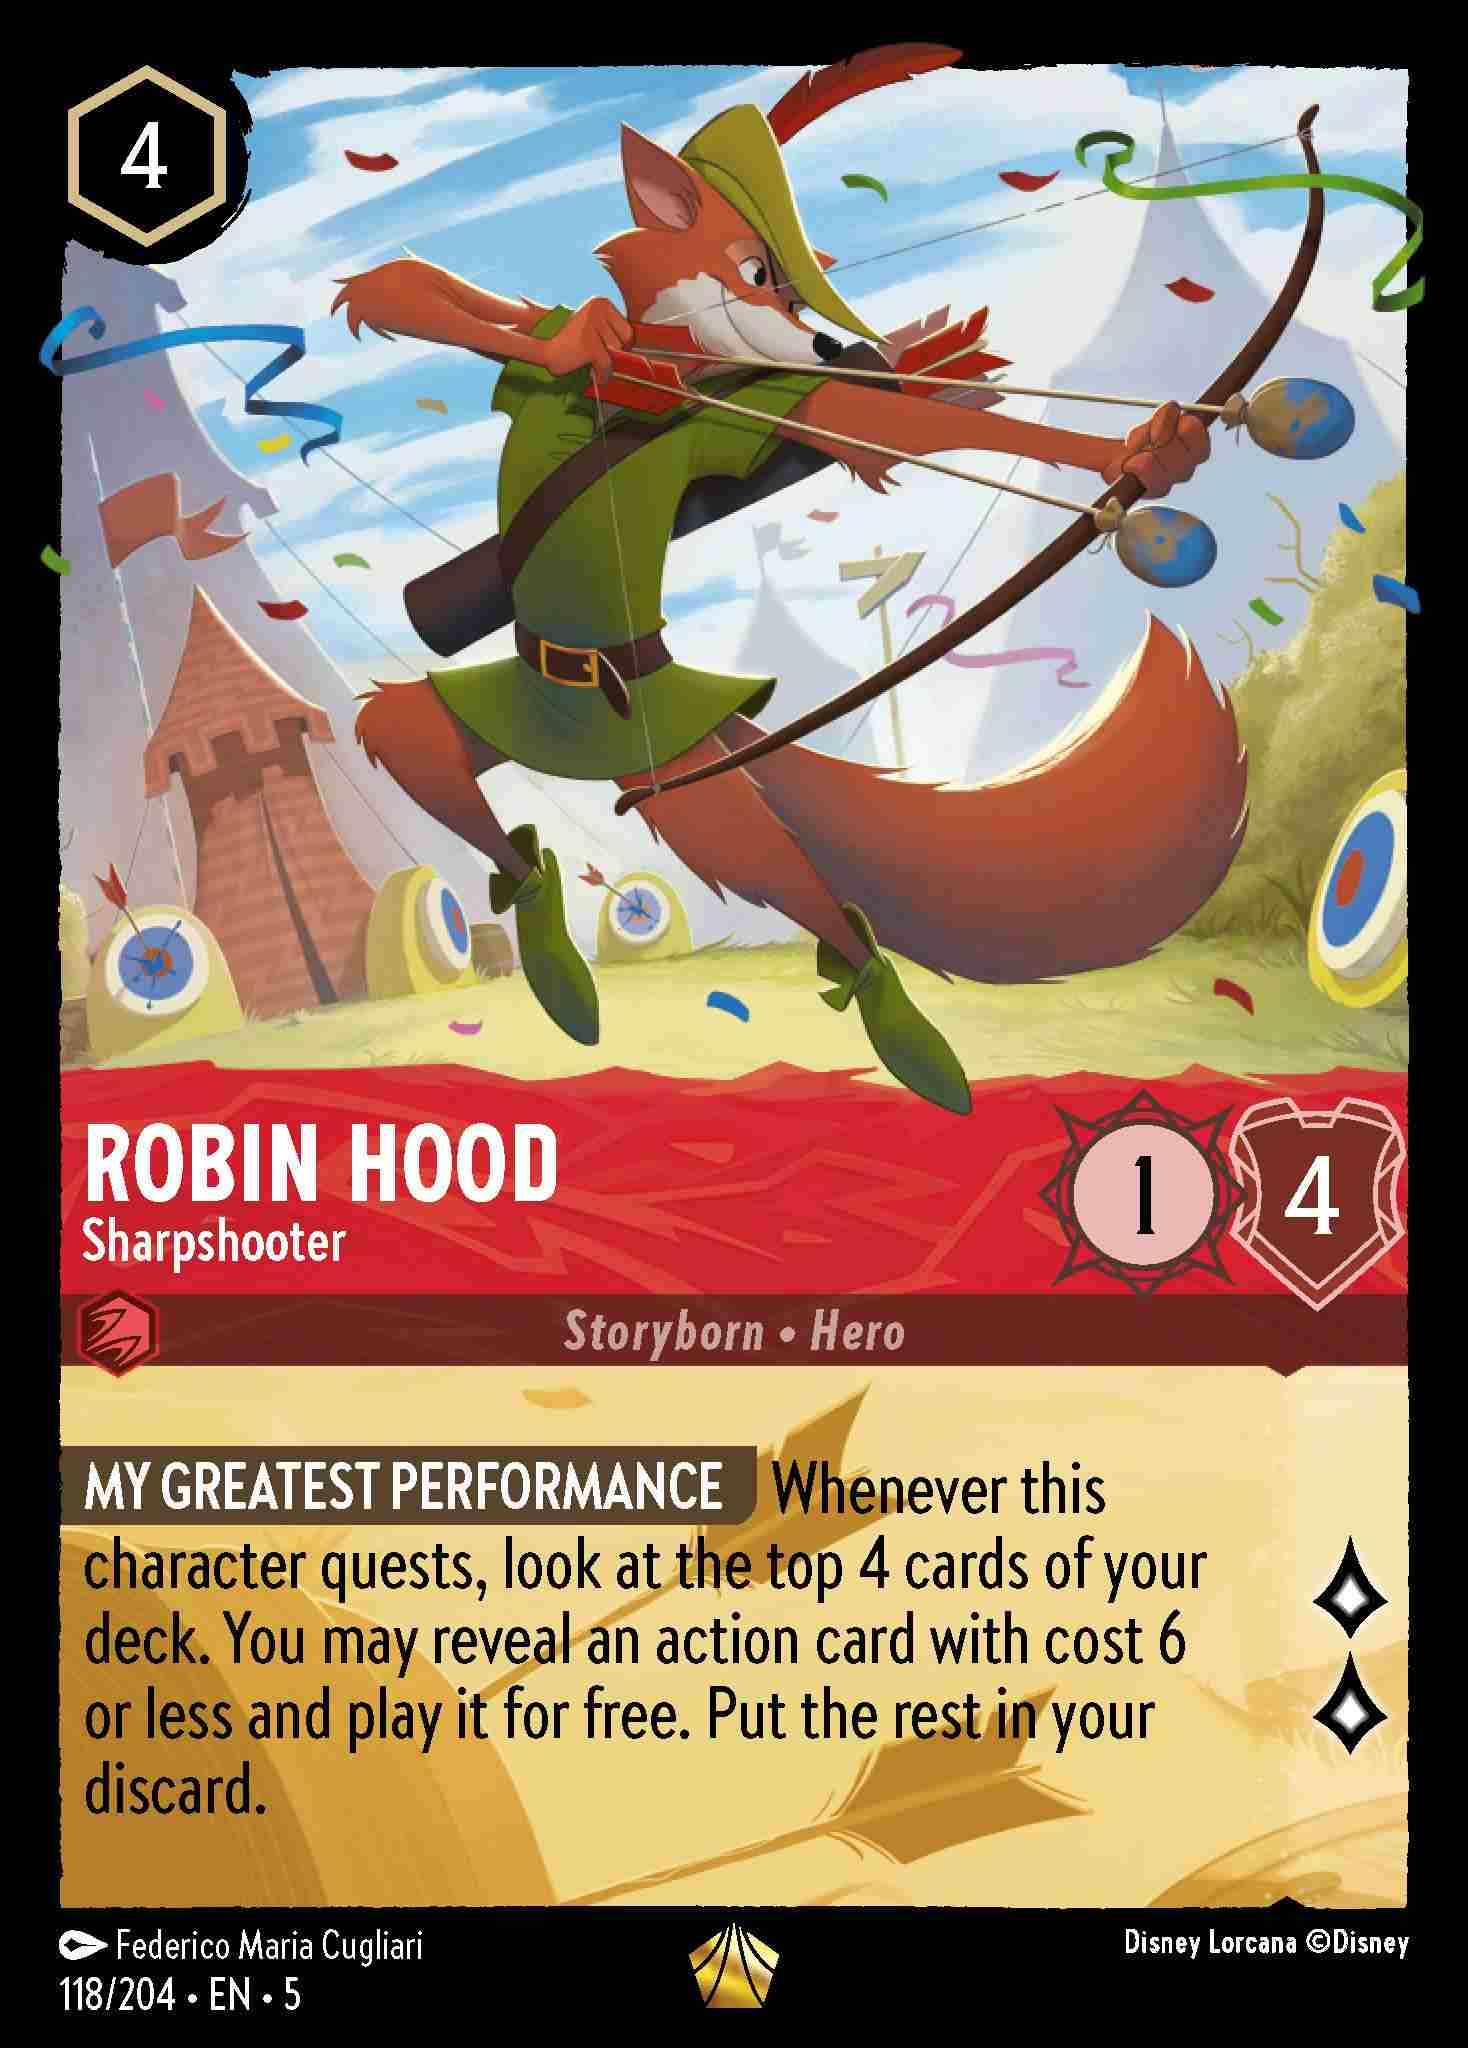 4
ROBIN HOOD
Sharpshooter
1
4
Storyborn • Hero
MY GREATEST PERFORMANCE Whenever this
character quests, look at the top 4 cards of your
deck. You may reveal an action card with cost 6
or less and play it for free. Put the rest in your
discard.
Federico Maria Cugliari
Disney Lorcana ©Disney
118/204 • EN • 5